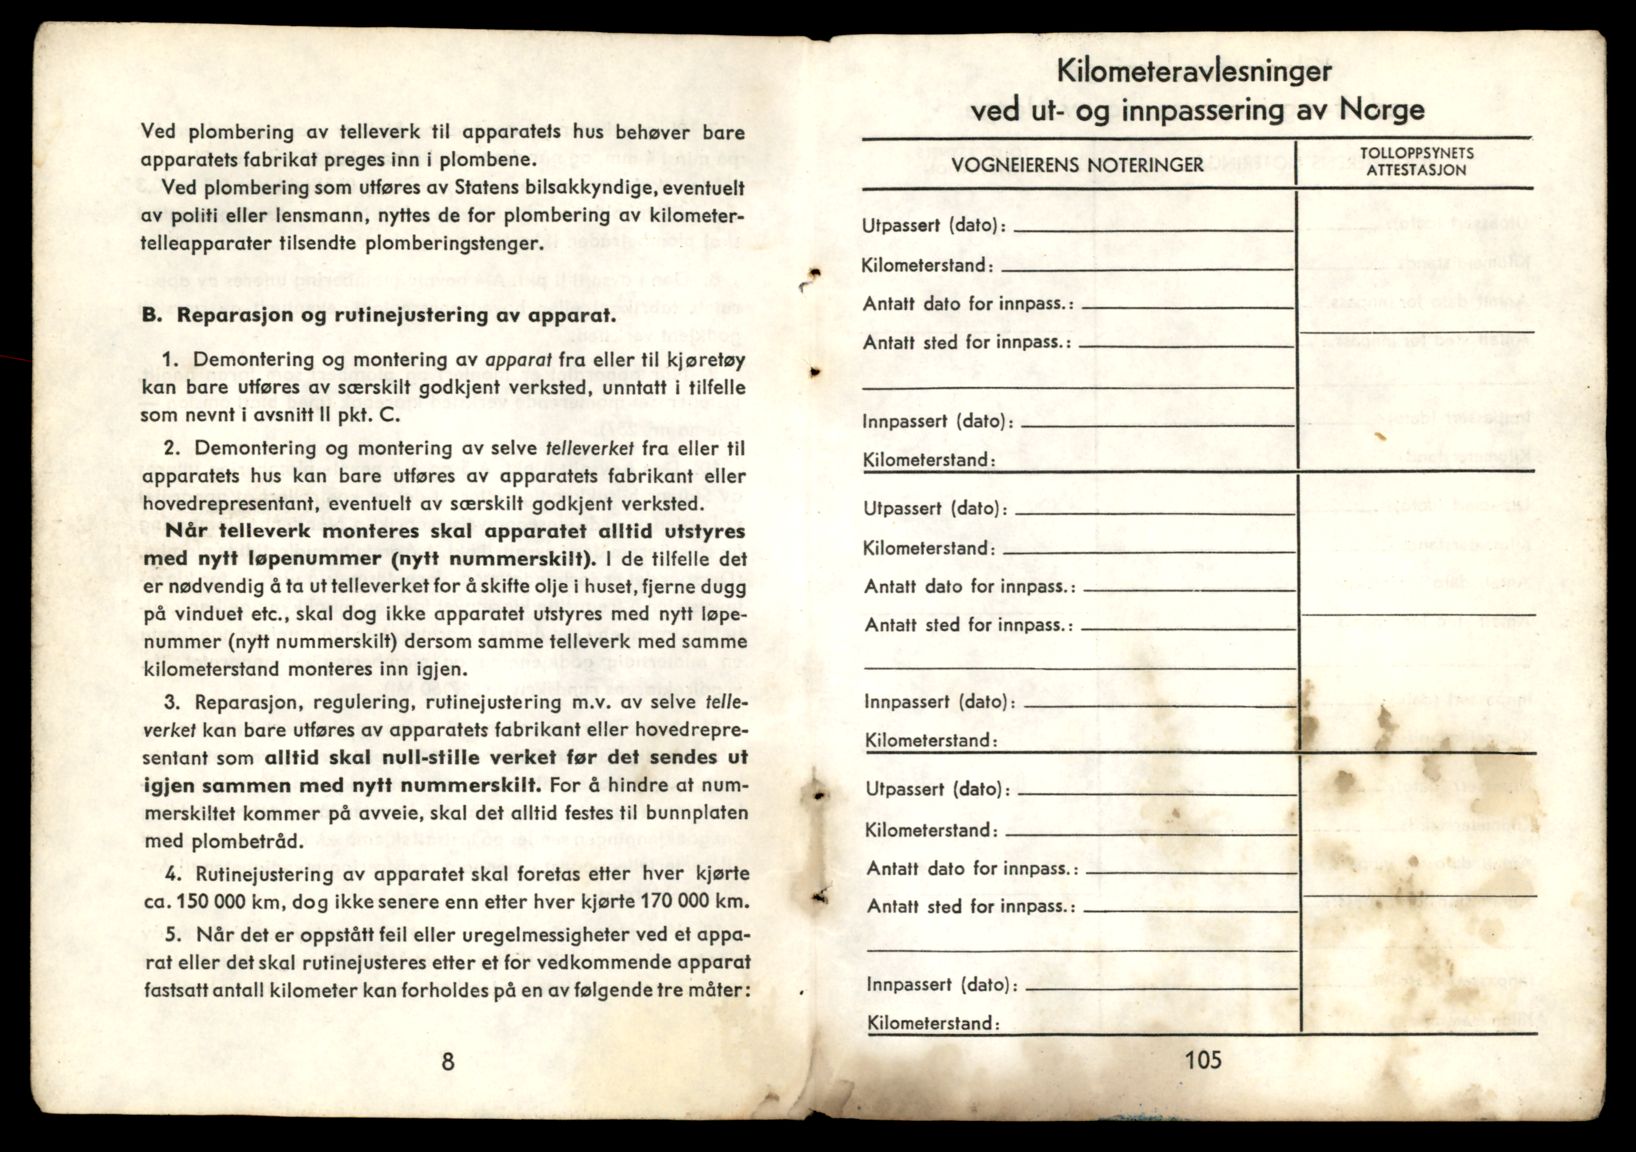 Ved plombering av telleverk til apparatets hus behøver bare
apparatets fabrikat preges inn i plombene.
Ved plombering som utføres av Statens bilsakkyndige, eventuelt
av politi eller lensmann, nyttes de for plombering av kilometer-
telleapparater tilsendte plomberingstenger.
B. Reparasjon og rutinejustering av apparat.
1. Demontering og montering av apparat fra eller til kjøretøy
kan bare utføres av særskilt godkjent verksted, unntatt i tilfelle
som nevnt i avsnitt II pkt. C.
2. Demontering og montering av selve telleverket fra eller til
apparatets hus kan bare utføres av apparatets fabrikant eller
hovedrepresentant, eventuelt av særskilt godkjent verksted.
Når telleverk monteres skal apparatet alltid utstyres
med nytt løpenummer (nytt nummerskilt). I de tilfelle det
er nødvendig å ta ut telleverket for å skifte olje i huset, fjerne dugg
på vinduet etc., skal dog ikke apparatet utstyres med nytt løpe-
nummer (nytt nummerskilt) dersom samme telleverk med samme
kilometerstand monteres inn igjen.
3. Reparasjon, regulering, rutinejustering m.v. av selve telle-
verket kan bare utføres av apparatets fabrikant eller hovedrepre-
sentant som alltid skal null-stille verket før det sendes ut
igjen sammen med nytt nummerskilt. For å hindre at num-
merskiltet kommer på avveie, skal det alltid festes til bunnplaten
med plombetråd.
4. Rutinejustering av apparatet skal foretas etter hver kjørte
ca. 150 000 km, dog ikke senere enn etter hver kjørte 170 000 km.
5. Når det er oppstått feil eller uregelmessigheter ved et appa-
rat eller det skal rutinejusteres etter et for vedkommende apparat
fastsatt antall kilometer kan forholdes på en av følgende tre måter:
8
Kilometeravlesninger
ved ut- og innpassering av Norge
VOGNEIERENS NOTERINGER
TOLLOPPSYNETS
ATTESTASJON
Utpassert (dato):
Kilometerstand:
Antatt dato for innpass.:
Antatt sted for innpass.:
Innpassert (dato):
Kilometerstand:
Utpassert (dato):
Kilometerstand:
Antatt dato for innpass.:
Antatt sted for innpass.:
Innpassert (dato):
Kilometerstand:
Utpassert (dato):
Kilometerstand:
Antatt dato for innpass.:
Antatt sted for innpass.:
Innpassert (dato):
Kilometerstand:
105